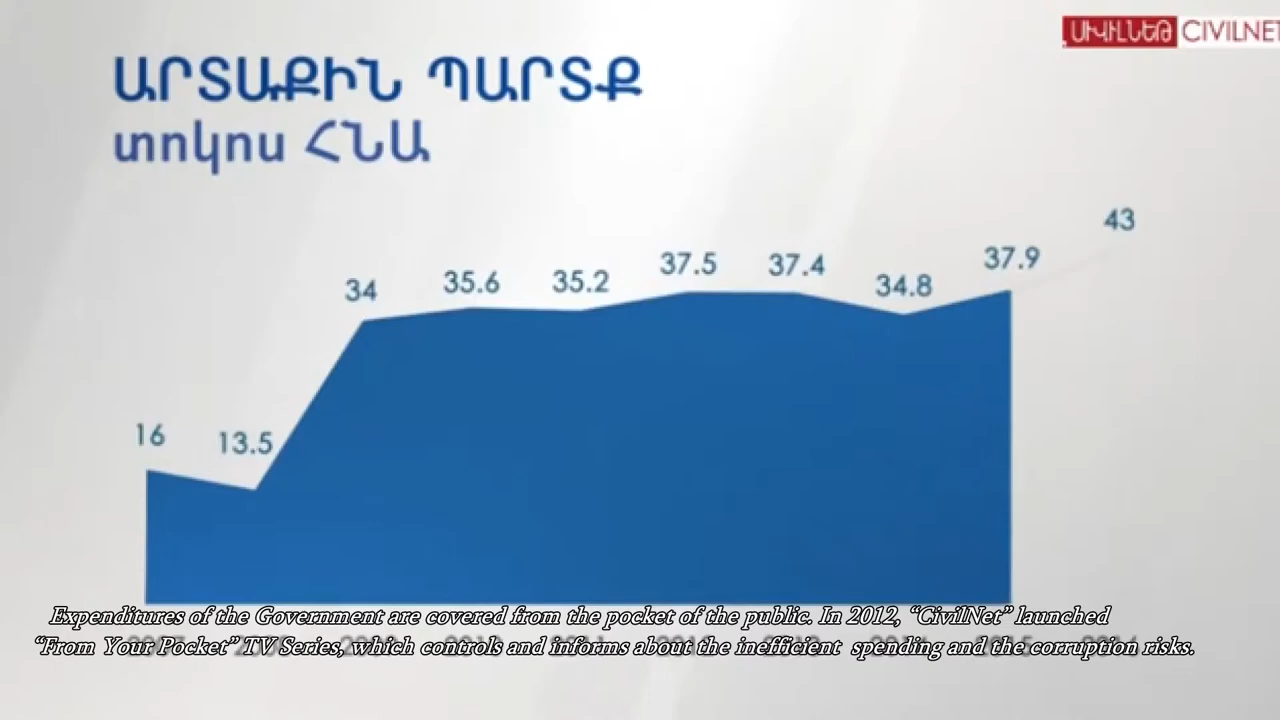 ՍԻՎԻԼՆԵԹ CIVILNET
ԱՐՏԱՔԻՆ ՊԱՐՏՔ
տոկոս ՀՆԱ
16 13.5 34 35.6 35.2 37.5 37.4 34.8 37.9 43
Expenditures of the Government are covered from the pocket of the public. In 2012, “CivilNet” launched
“From Your Pocket” TV Series, which controls and informs about the inefficient spending and the corruption risks.